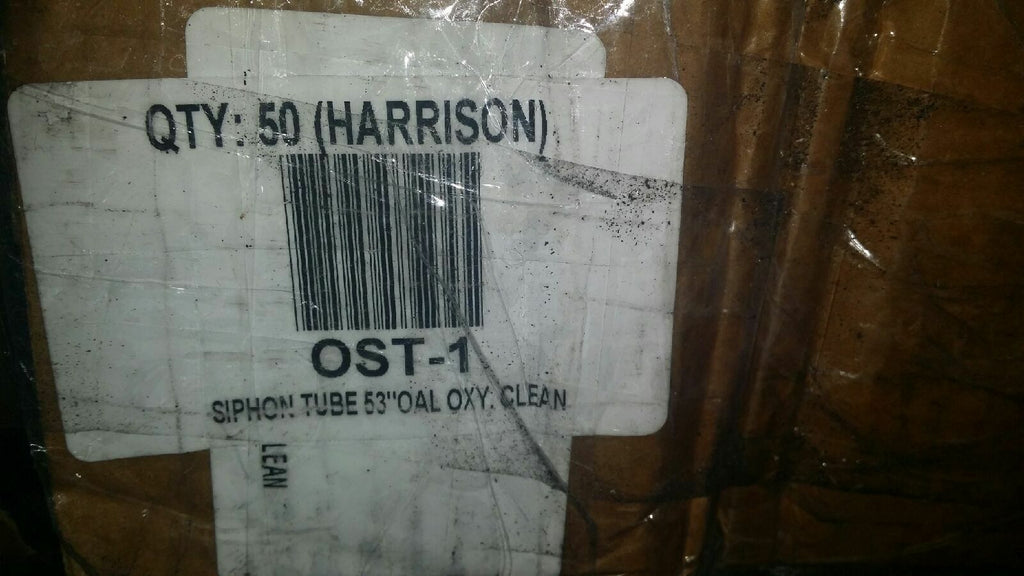 QTY: 50 (HARRISON)
OST-1
SIPHON TUBE 53"OAL OXY. CLEAN
LEAN